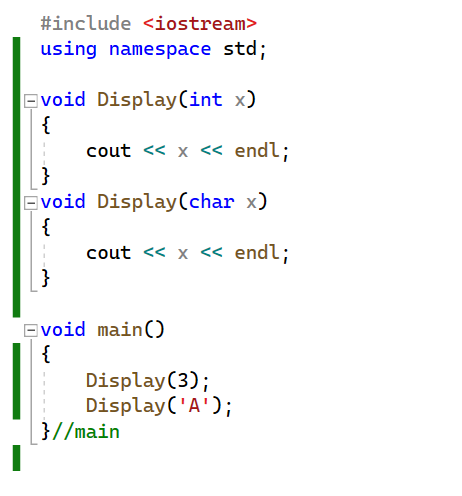 #include <iostream>
using namespace std;
void Display(int x)
{
cout << x << endl;
}
void Display(char x)
{
cout << x << endl;
}
void main()
{
Display(3);
Display('A');
}//main